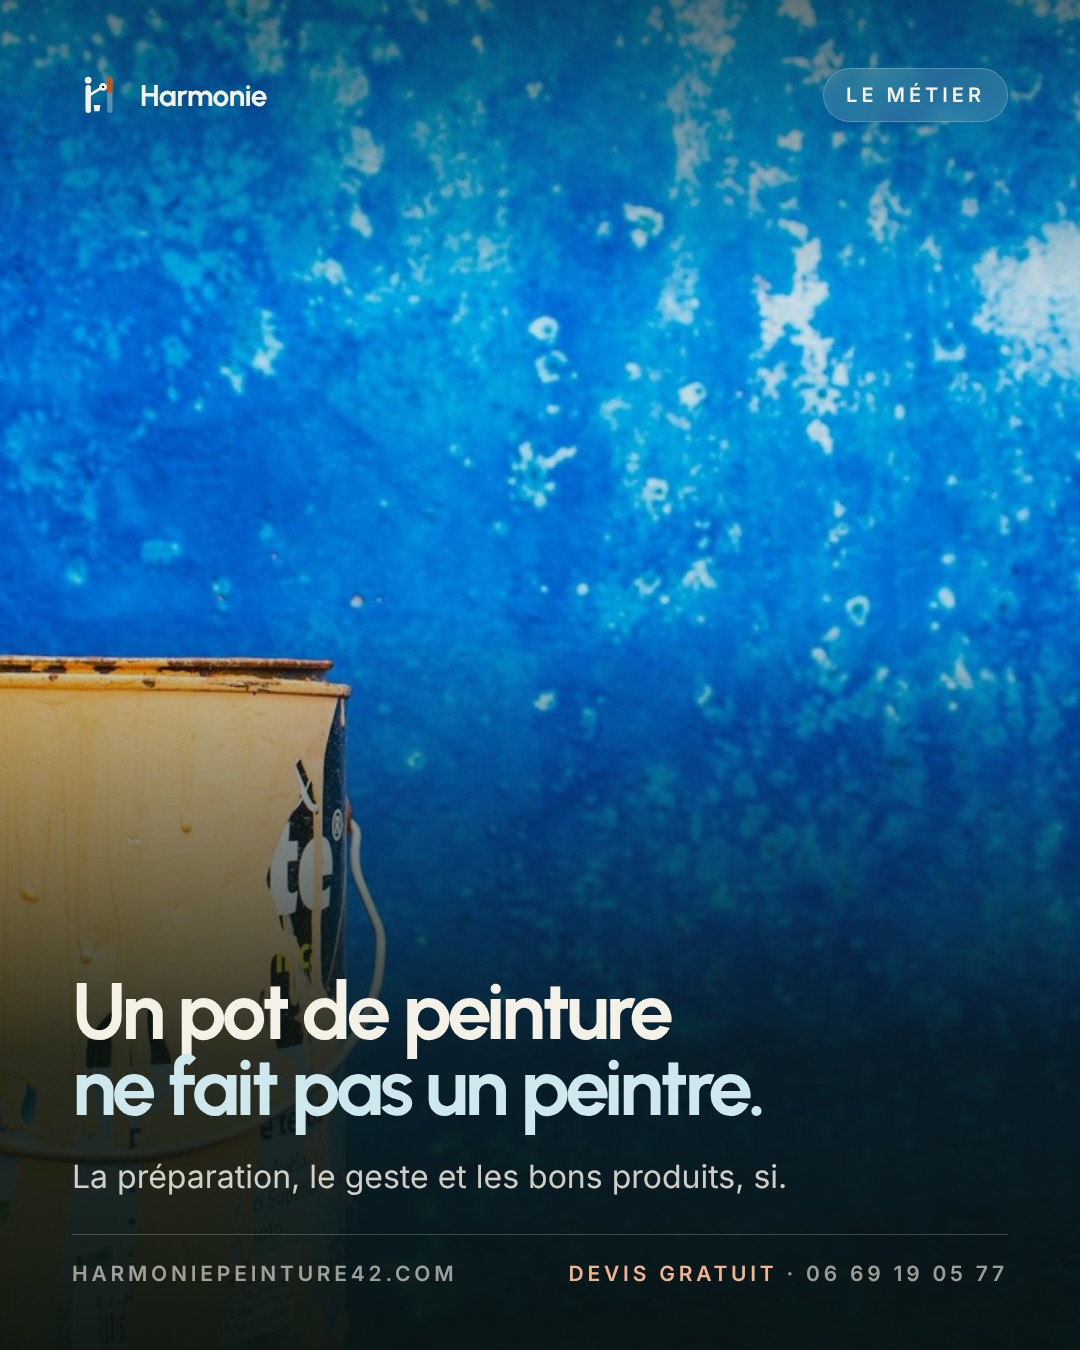 Harmonie
LE MÉTIER
te®
Un pot de peinture
ne fait pas un peintre.
La préparation, le geste et les bons produits, si.
HARMONIEPEINTURE42.COM
DEVIS GRATUIT · 06 69 19 05 77